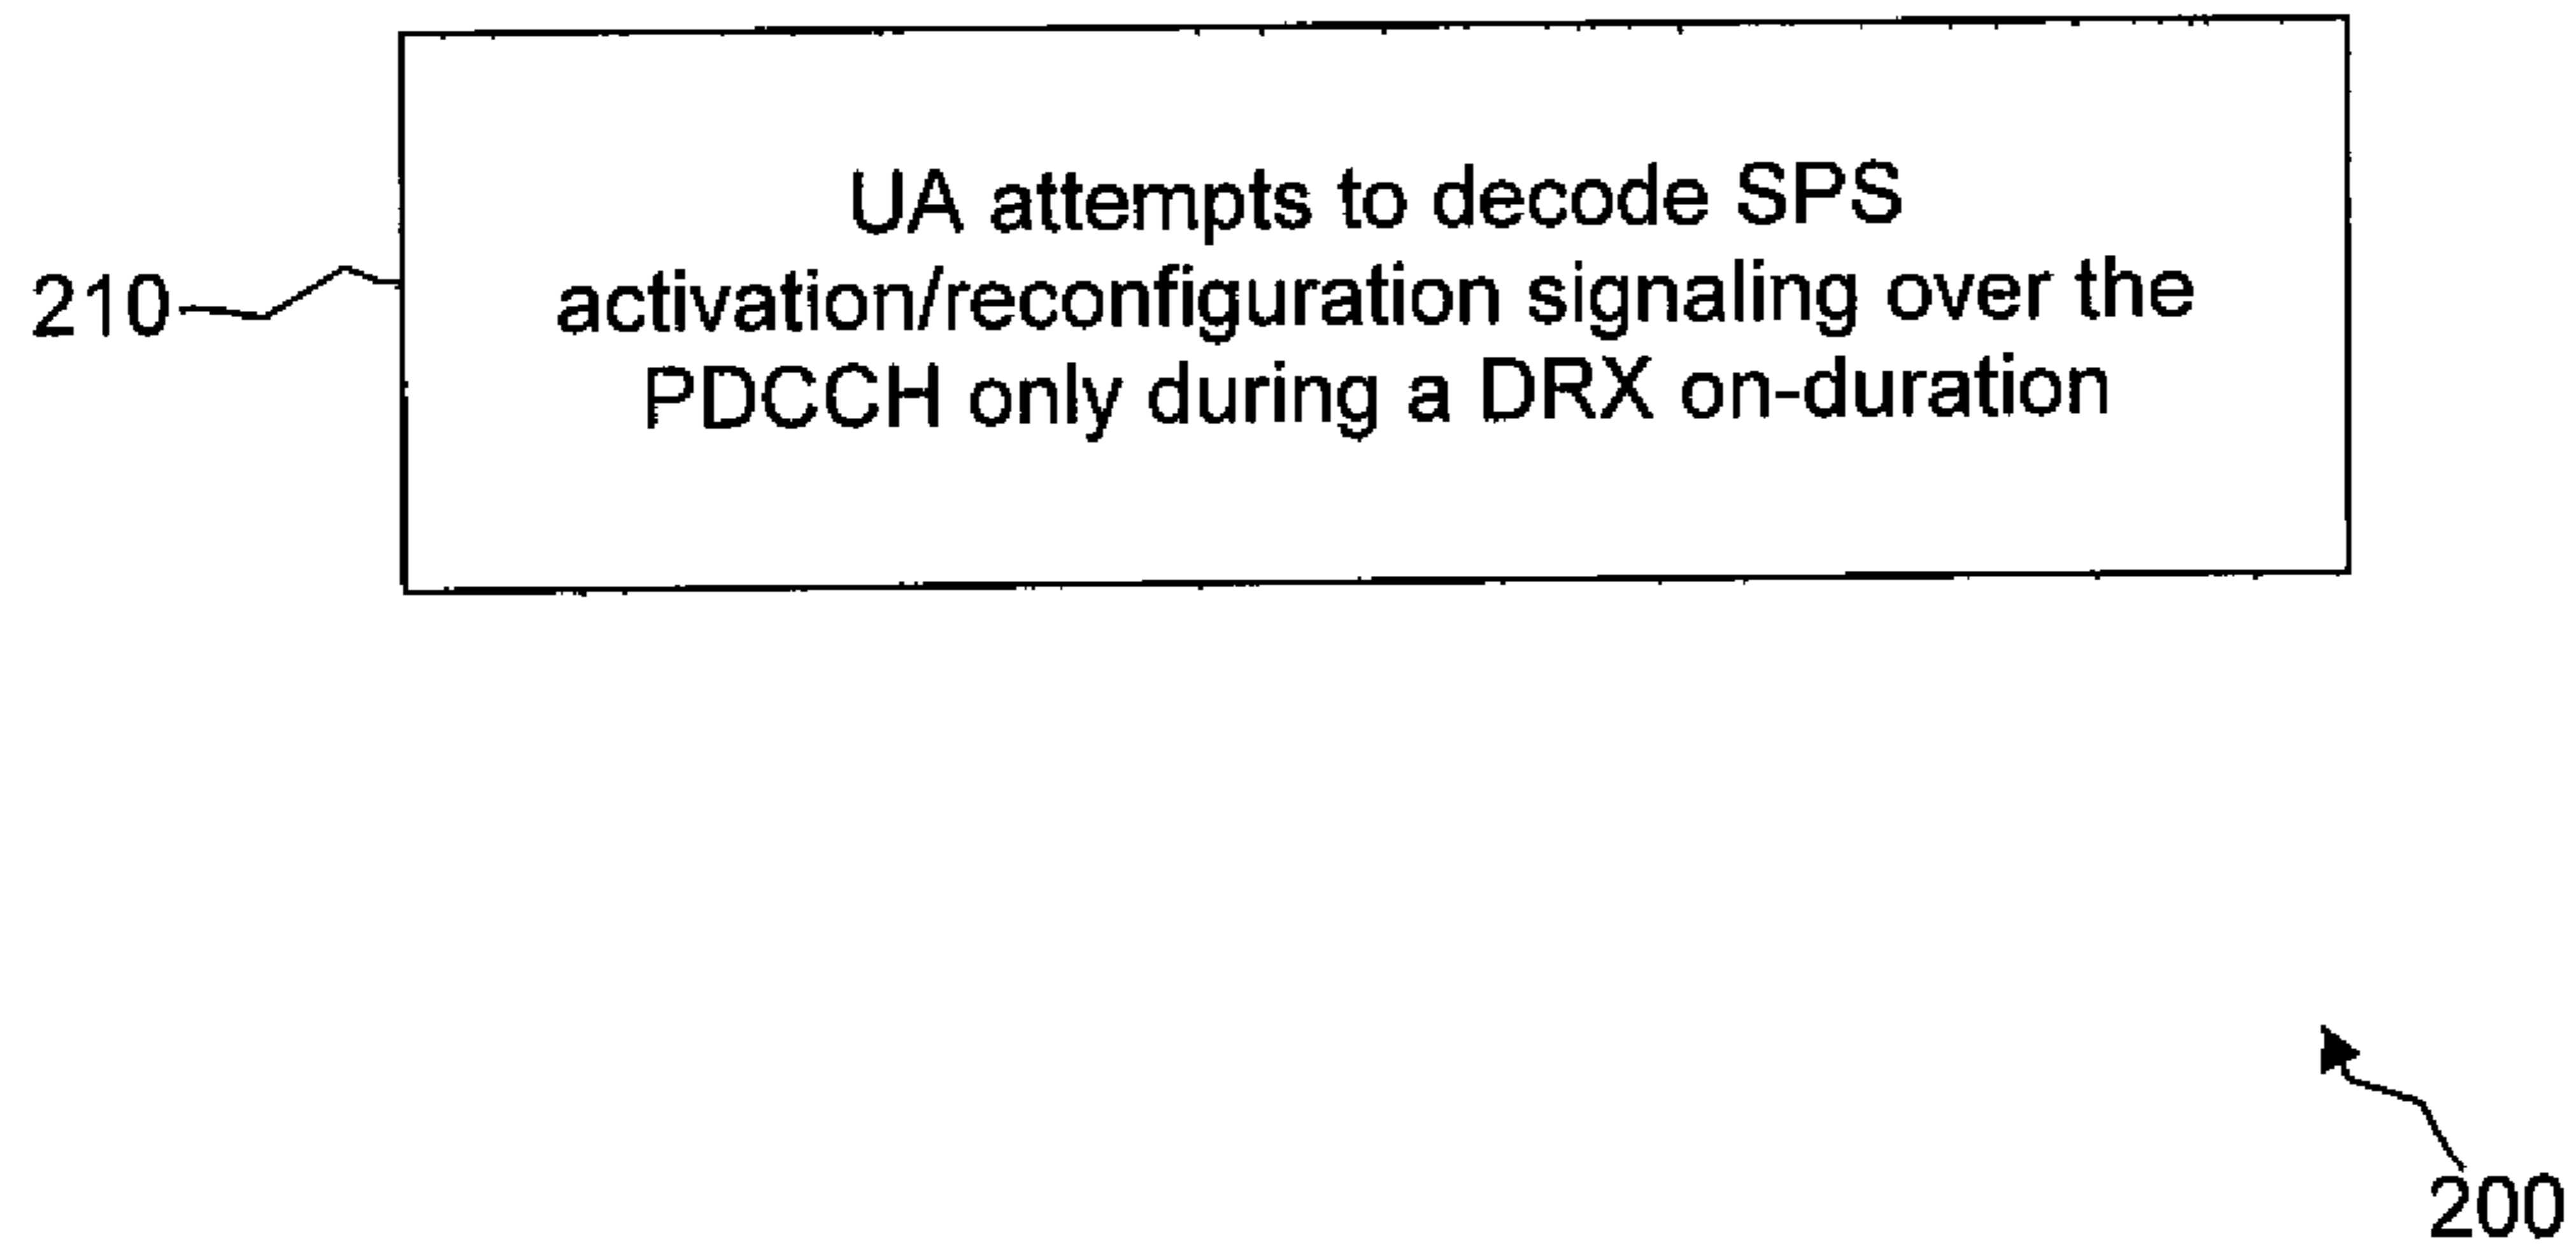 UA attempts to decode SPS
activation/reconfiguration signaling over the
PDCCH only during a DRX on-duration
210
200